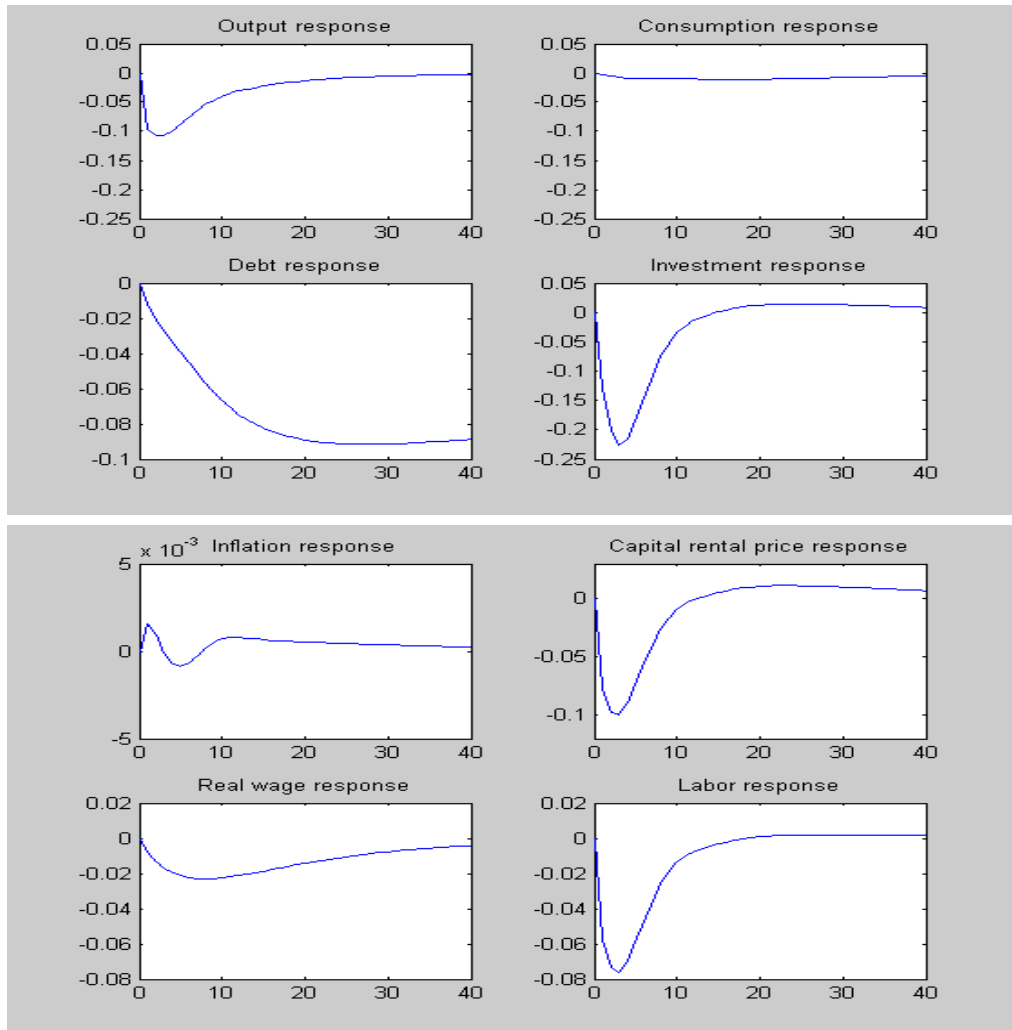 Output response
Consumption response
0.05
0
-0.05
-0.1
-0.15
-0.2
-0.25
0 10 20 30 40
0.05
0
-0.05
-0.1
-0.15
-0.2
-0.25
0 10 20 30 40
Debt response
Investment response
0
-0.02
-0.04
-0.06
-0.08
-0.1
0 10 20 30 40
0.05
0
-0.05
-0.1
-0.15
-0.2
-0.25
0 10 20 30 40
x 10-3 Inflation response
Capital rental price response
5
0
-5
0 10 20 30 40
0
-0.05
-0.1
0 10 20 30 40
Real wage response
Labor response
0.02
0
-0.02
-0.04
-0.06
-0.08
0 10 20 30 40
0.02
0
-0.02
-0.04
-0.06
-0.08
0 10 20 30 40